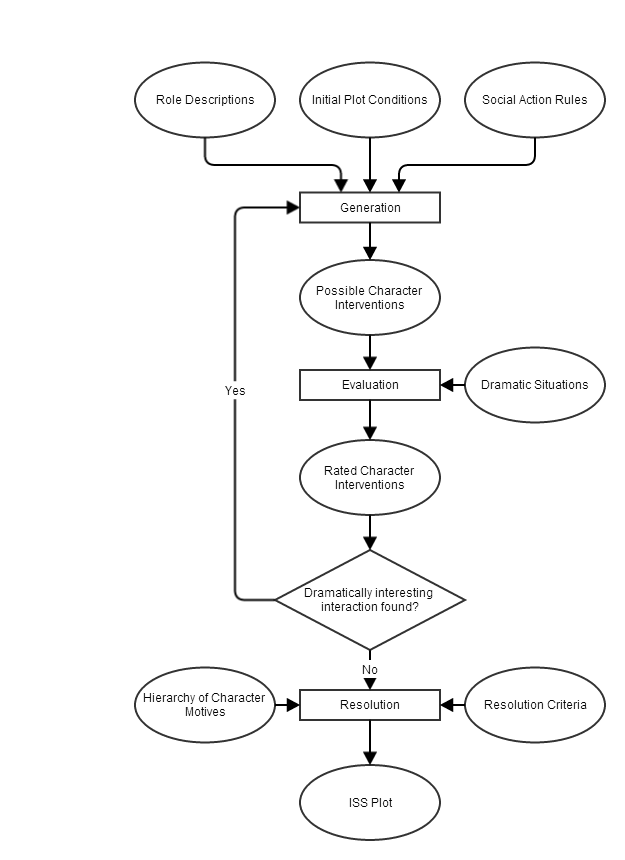 Role Descriptions
Initial Plot Conditions
Social Action Rules
Generation
Possible Character
Interventions
Yes
Evaluation
Dramatic Situations
Rated Character
Interventions
Dramatically interesting
interaction found?
No
Hierarchy of Character
Motives
Resolution
Resolution Criteria
ISS Plot